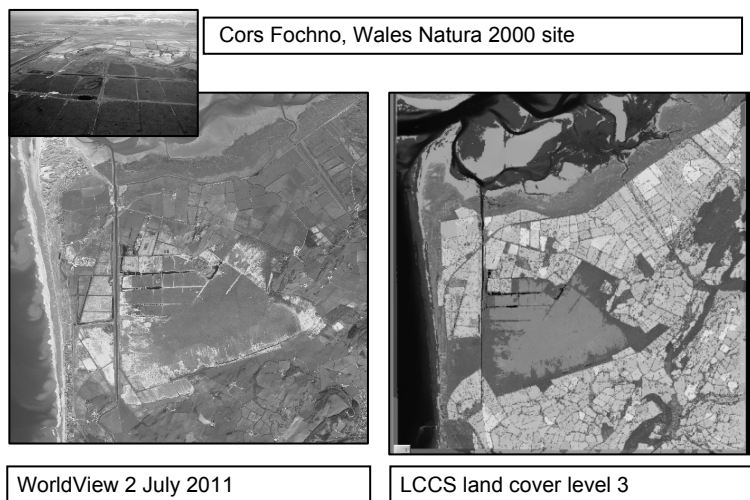 Cors Fochno, Wales Natura 2000 site
WorldView 2 July 2011
LCCS land cover level 3